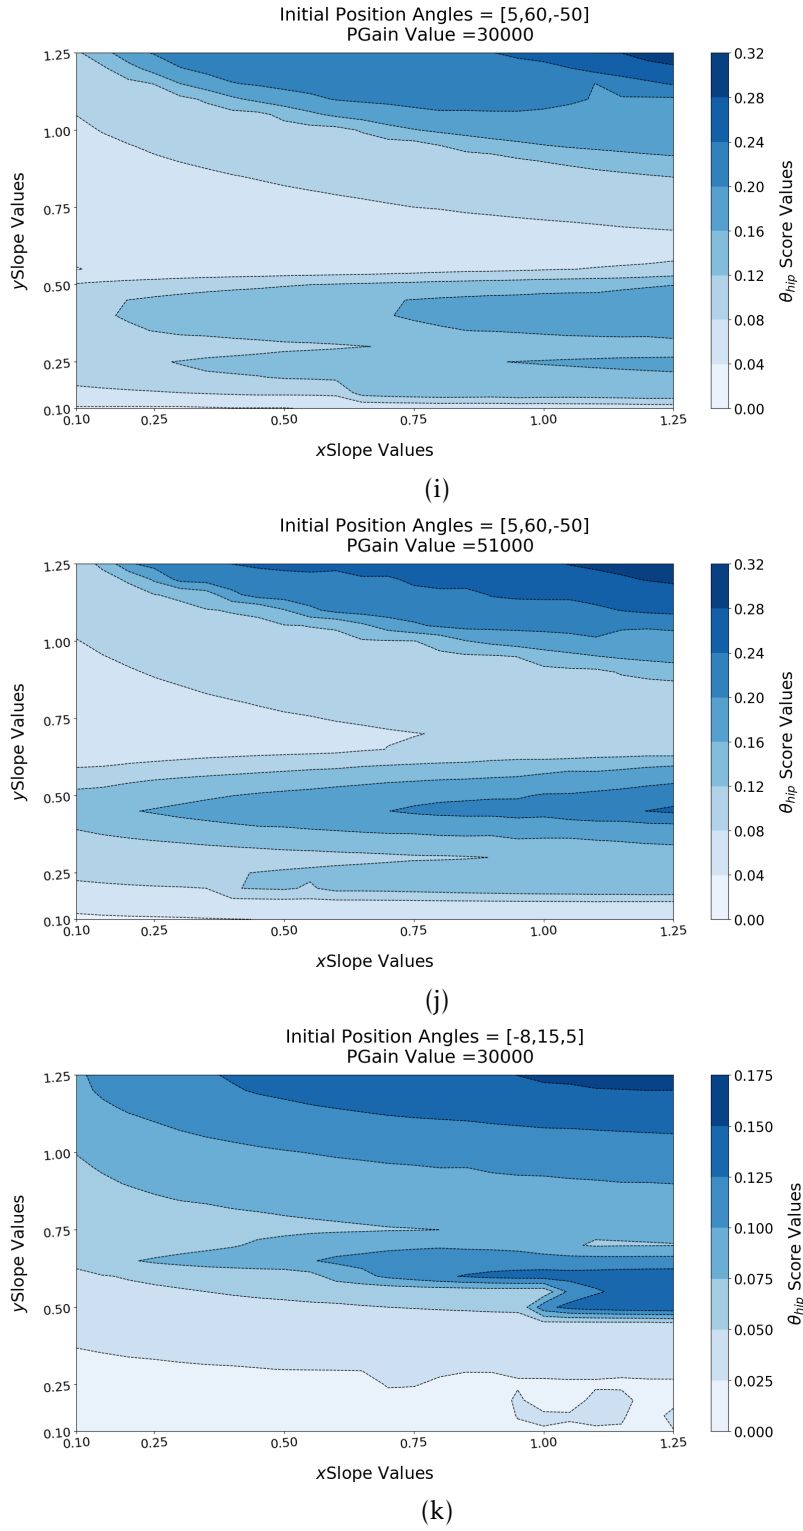 Initial Position Angles = [5,60,-50]
PGain Value =30000
1.25
1.00
0.75
0.50
0.25
0.10
ySlope Values
0.10 0.25 0.50 0.75 1.00 1.25
xSlope Values
0.32
0.28
0.24
0.20
0.16
0.12
0.08
0.04
0.00
θhip Score Values
(i)
Initial Position Angles = [5,60,-50]
PGain Value =51000
1.25
1.00
0.75
0.50
0.25
0.10
ySlope Values
0.10 0.25 0.50 0.75 1.00 1.25
xSlope Values
0.32
0.28
0.24
0.20
0.16
0.12
0.08
0.04
0.00
θhip Score Values
(j)
Initial Position Angles = [-8,15,5]
PGain Value =30000
1.25
1.00
0.75
0.50
0.25
0.10
ySlope Values
0.10 0.25 0.50 0.75 1.00 1.25
xSlope Values
0.175
0.150
0.125
0.100
0.075
0.050
0.025
0.000
θhip Score Values
(k)